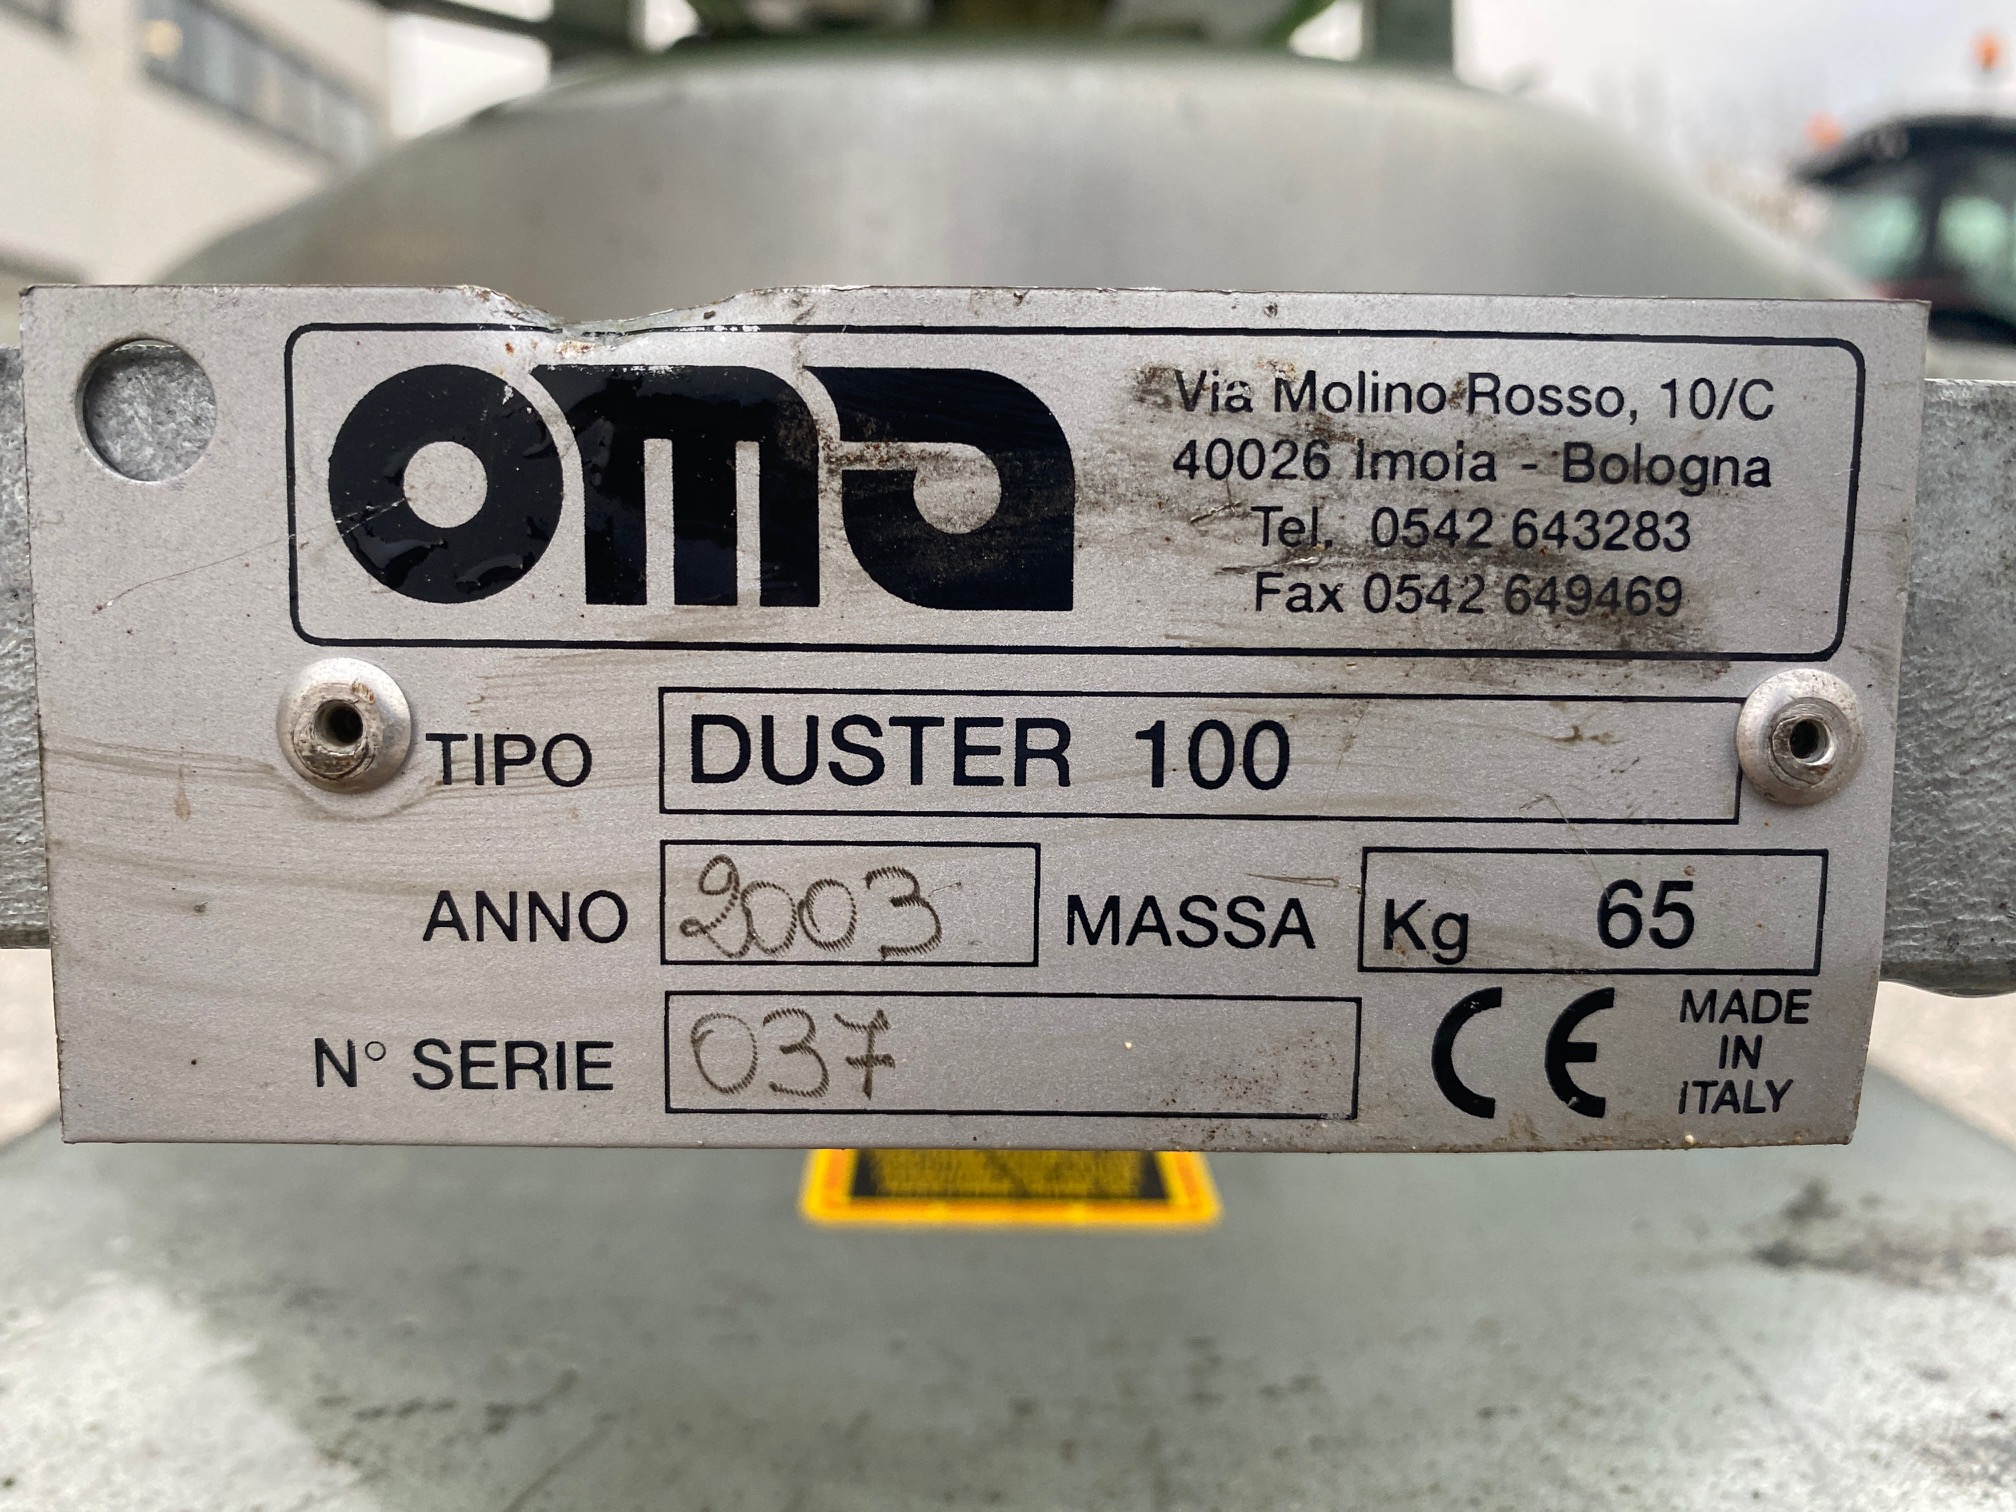 oma
Via Molino Rosso, 10/C
40026 Imola - Bologna
Tel. 0542 643283
Fax 0542 649469
TIPO DUSTER 100
ANNO 2003 MASSA Kg 65
N° SERIE 037 CE
MADE
IN
ITALY